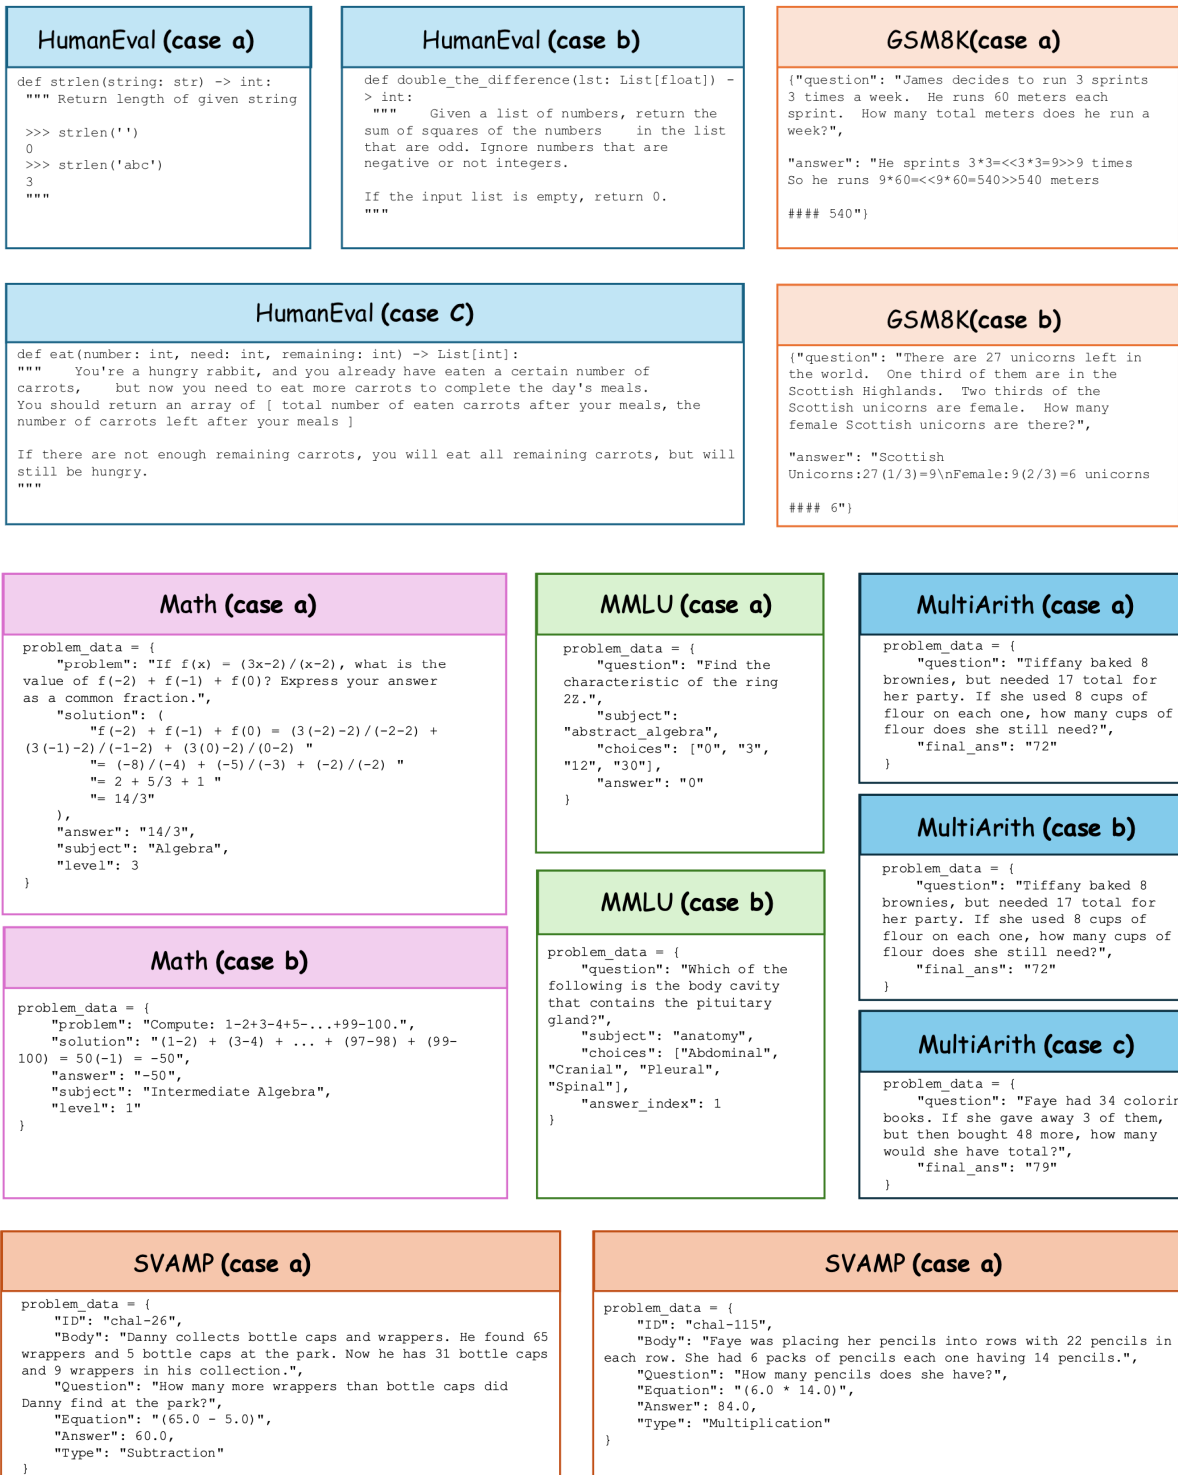 HumanEval (case a)
def strlen(string: str) -> int:
""" Return length of given string
>>> strlen('')
0
>>> strlen('abc')
3
"""
HumanEval (case b)
def double_the_difference(lst: List[float]) -
> int:
"""    Given a list of numbers, return the
sum of squares of the numbers    in the list
that are odd. Ignore numbers that are
negative or not integers.
If the input list is empty, return 0.
"""
GSM8K(case a)
{"question": "James decides to run 3 sprints
3 times a week.  He runs 60 meters each
sprint.  How many total meters does he run a
week?",
"answer": "He sprints 3*3=<<3*3=9>>9 times
So he runs 9*60=<<9*60=540>>540 meters
#### 540"}
HumanEval (case C)
def eat(number: int, need: int, remaining: int) -> List[int]:
"""    You're a hungry rabbit, and you already have eaten a certain number of
carrots,    but now you need to eat more carrots to complete the day's meals.
You should return an array of [ total number of eaten carrots after your meals, the
number of carrots left after your meals ]
If there are not enough remaining carrots, you will eat all remaining carrots, but will
still be hungry.
"""
GSM8K(case b)
{"question": "There are 27 unicorns left in
the world.  One third of them are in the
Scottish Highlands.  Two thirds of the
Scottish unicorns are female.  How many
female Scottish unicorns are there?",
"answer": "Scottish
Unicorns:27(1/3)=9\nFemale:9(2/3)=6 unicorns
#### 6"}
Math (case a)
problem_data = {
"problem": "If f(x) = (3x-2)/(x-2), what is the
value of f(-2) + f(-1) + f(0)? Express your answer
as a common fraction.",
"solution": (
"f(-2) + f(-1) + f(0) = (3(-2)-2)/(-2-2) +
(3(-1)-2)/(-1-2) + (3(0)-2)/(0-2) "
"= (-8)/(-4) + (-5)/(-3) + (-2)/(-2) "
"= 2 + 5/3 + 1 "
"= 14/3"
),
"answer": "14/3",
"subject": "Algebra",
"level": 3
}
Math (case b)
problem_data = {
"problem": "Compute: 1-2+3-4+5-...+99-100.",
"solution": "(1-2) + (3-4) + ... + (97-98) + (99-
100) = 50(-1) = -50",
"answer": "-50",
"subject": "Intermediate Algebra",
"level": 1"
}
MMLU (case a)
problem_data = {
"question": "Find the
characteristic of the ring
2Z.",
"subject":
"abstract_algebra",
"choices": ["0", "3",
"12", "30"],
"answer": "0"
}
MMLU (case b)
problem_data = {
"question": "Which of the
following is the body cavity
that contains the pituitary
gland?",
"subject": "anatomy",
"choices": ["Abdominal",
"Cranial", "Pleural",
"Spinal"],
"answer_index": 1
}
MultiArith (case a)
problem_data = {
"question": "Tiffany baked 8
brownies, but needed 17 total for
her party. If she used 8 cups of
flour on each one, how many cups of
flour does she still need?",
"final_ans": "72"
}
MultiArith (case b)
problem_data = {
"question": "Tiffany baked 8
brownies, but needed 17 total for
her party. If she used 8 cups of
flour on each one, how many cups of
flour does she still need?",
"final_ans": "72"
}
MultiArith (case c)
problem_data = {
"question": "Faye had 34 colorin
books. If she gave away 3 of them,
but then bought 48 more, how many
would she have total?",
"final_ans": "79"
}
SVAMP (case a)
problem_data = {
"ID": "chal-26",
"Body": "Danny collects bottle caps and wrappers. He found 65
wrappers and 5 bottle caps at the park. Now he has 31 bottle caps
and 9 wrappers in his collection.",
"Question": "How many more wrappers than bottle caps did
Danny find at the park?",
"Equation": "(65.0 - 5.0)",
"Answer": 60.0,
"Type": "Subtraction"
}
SVAMP (case a)
problem_data = {
"ID": "chal-115",
"Body": "Faye was placing her pencils into rows with 22 pencils in
each row. She had 6 packs of pencils each one having 14 pencils.",
"Question": "How many pencils does she have?",
"Equation": "(6.0 * 14.0)",
"Answer": 84.0,
"Type": "Multiplication"
}